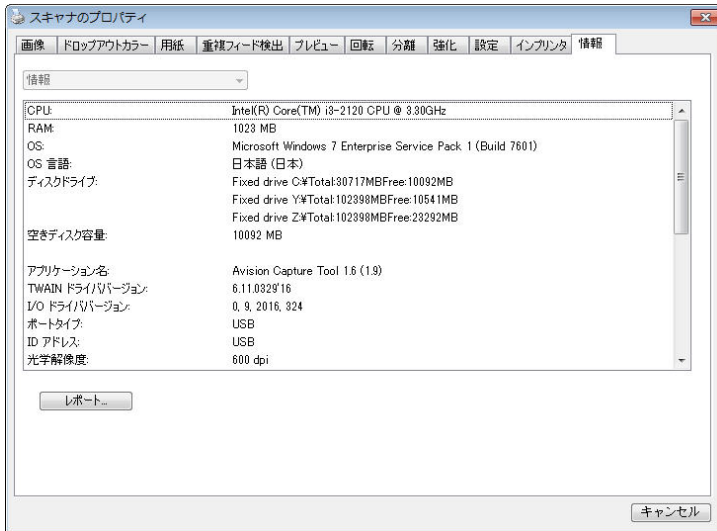 スキャナのプロパティ
画像 ドロップアウトカラー 用紙 重複フィード検出 プレビュー 回転 分離 強化 設定 インプリンタ 情報
情報
CPU: Intel(R) Core(TM) i3-2120 CPU @ 3.30GHz
RAM: 1023 MB
OS: Microsoft Windows 7 Enterprise Service Pack 1 (Build 7601)
OS 言語: 日本語 (日本)
ディスクドライブ: Fixed drive C:¥Total:30717MBFree:10092MB
Fixed drive Y:¥Total:102398MBFree:10541MB
Fixed drive Z:¥Total:102398MBFree:23292MB
空きディスク容量: 10092 MB
アプリケーション名: Avision Capture Tool 1.6 (1.9)
TWAIN ドライババージョン: 6.11.0329'16
I/O ドライババージョン: 0, 9, 2016, 324
ポートタイプ: USB
ID アドレス: USB
光学解像度: 600 dpi
レポート...
キャンセル